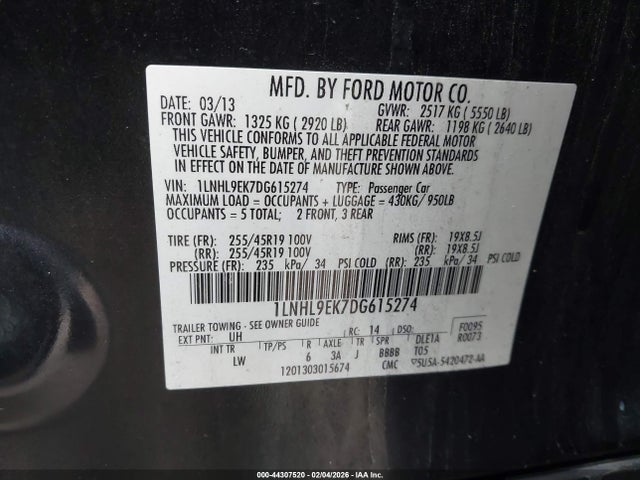 MFD. BY FORD MOTOR CO.
DATE: 03/13 GVWR: 2517 KG ( 5550 LB)
FRONT GAWR: 1325 KG ( 2920 LB) REAR GAWR: 1198 KG ( 2640 LB)
THIS VEHICLE CONFORMS TO ALL APPLICABLE FEDERAL MOTOR
VEHICLE SAFETY, BUMPER, AND THEFT PREVENTION STANDARDS
IN EFFECT ON THE DATE OF MANUFACTURE SHOWN ABOVE.
VIN: 1LNHL9EK7DG615274 TYPE: Passenger Car
MAXIMUM LOAD = OCCUPANTS + LUGGAGE = 430KG/ 950LB
OCCUPANTS = 5 TOTAL; 2 FRONT, 3 REAR
TIRE (FR): 255/45R19 100V RIMS (FR): 19X8.5J
(RR): 255/45R19 100V (RR): 19X8.5J
PRESSURE (FR): 235 kPa/ 34 PSI COLD (RR): 235 kPa/ 34 PSI COLD
1LNHL9EK7DG615274
TRAILER TOWING - SEE OWNER GUIDE
EXT PNT: UH RC: 14 DSO: F0095
INT TR TP/PS R AXLE TR SPR DLE1A R0073
LW 6 3A J BBBB T05
1201303015674 CMC 5U5A-5420472-AA
000-44307520 - 02/04/2026 - IAA Inc.